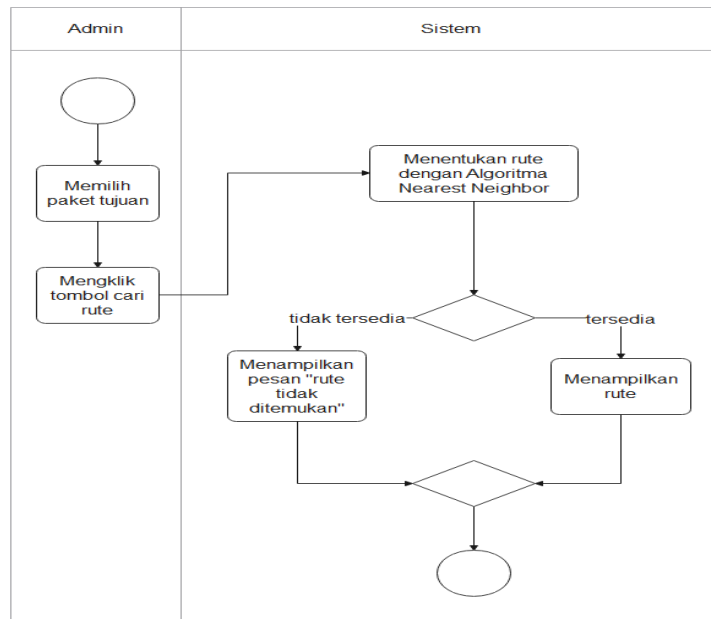 Admin
Sistem
Memilih
paket tujuan
Mengklik
tombol cari
rute
Menentukan rute
dengan Algoritma
Nearest Neighbor
tidak tersedia
tersedia
Menampilkan
pesan "rute
tidak
ditemukan"
Menampilkan
rute